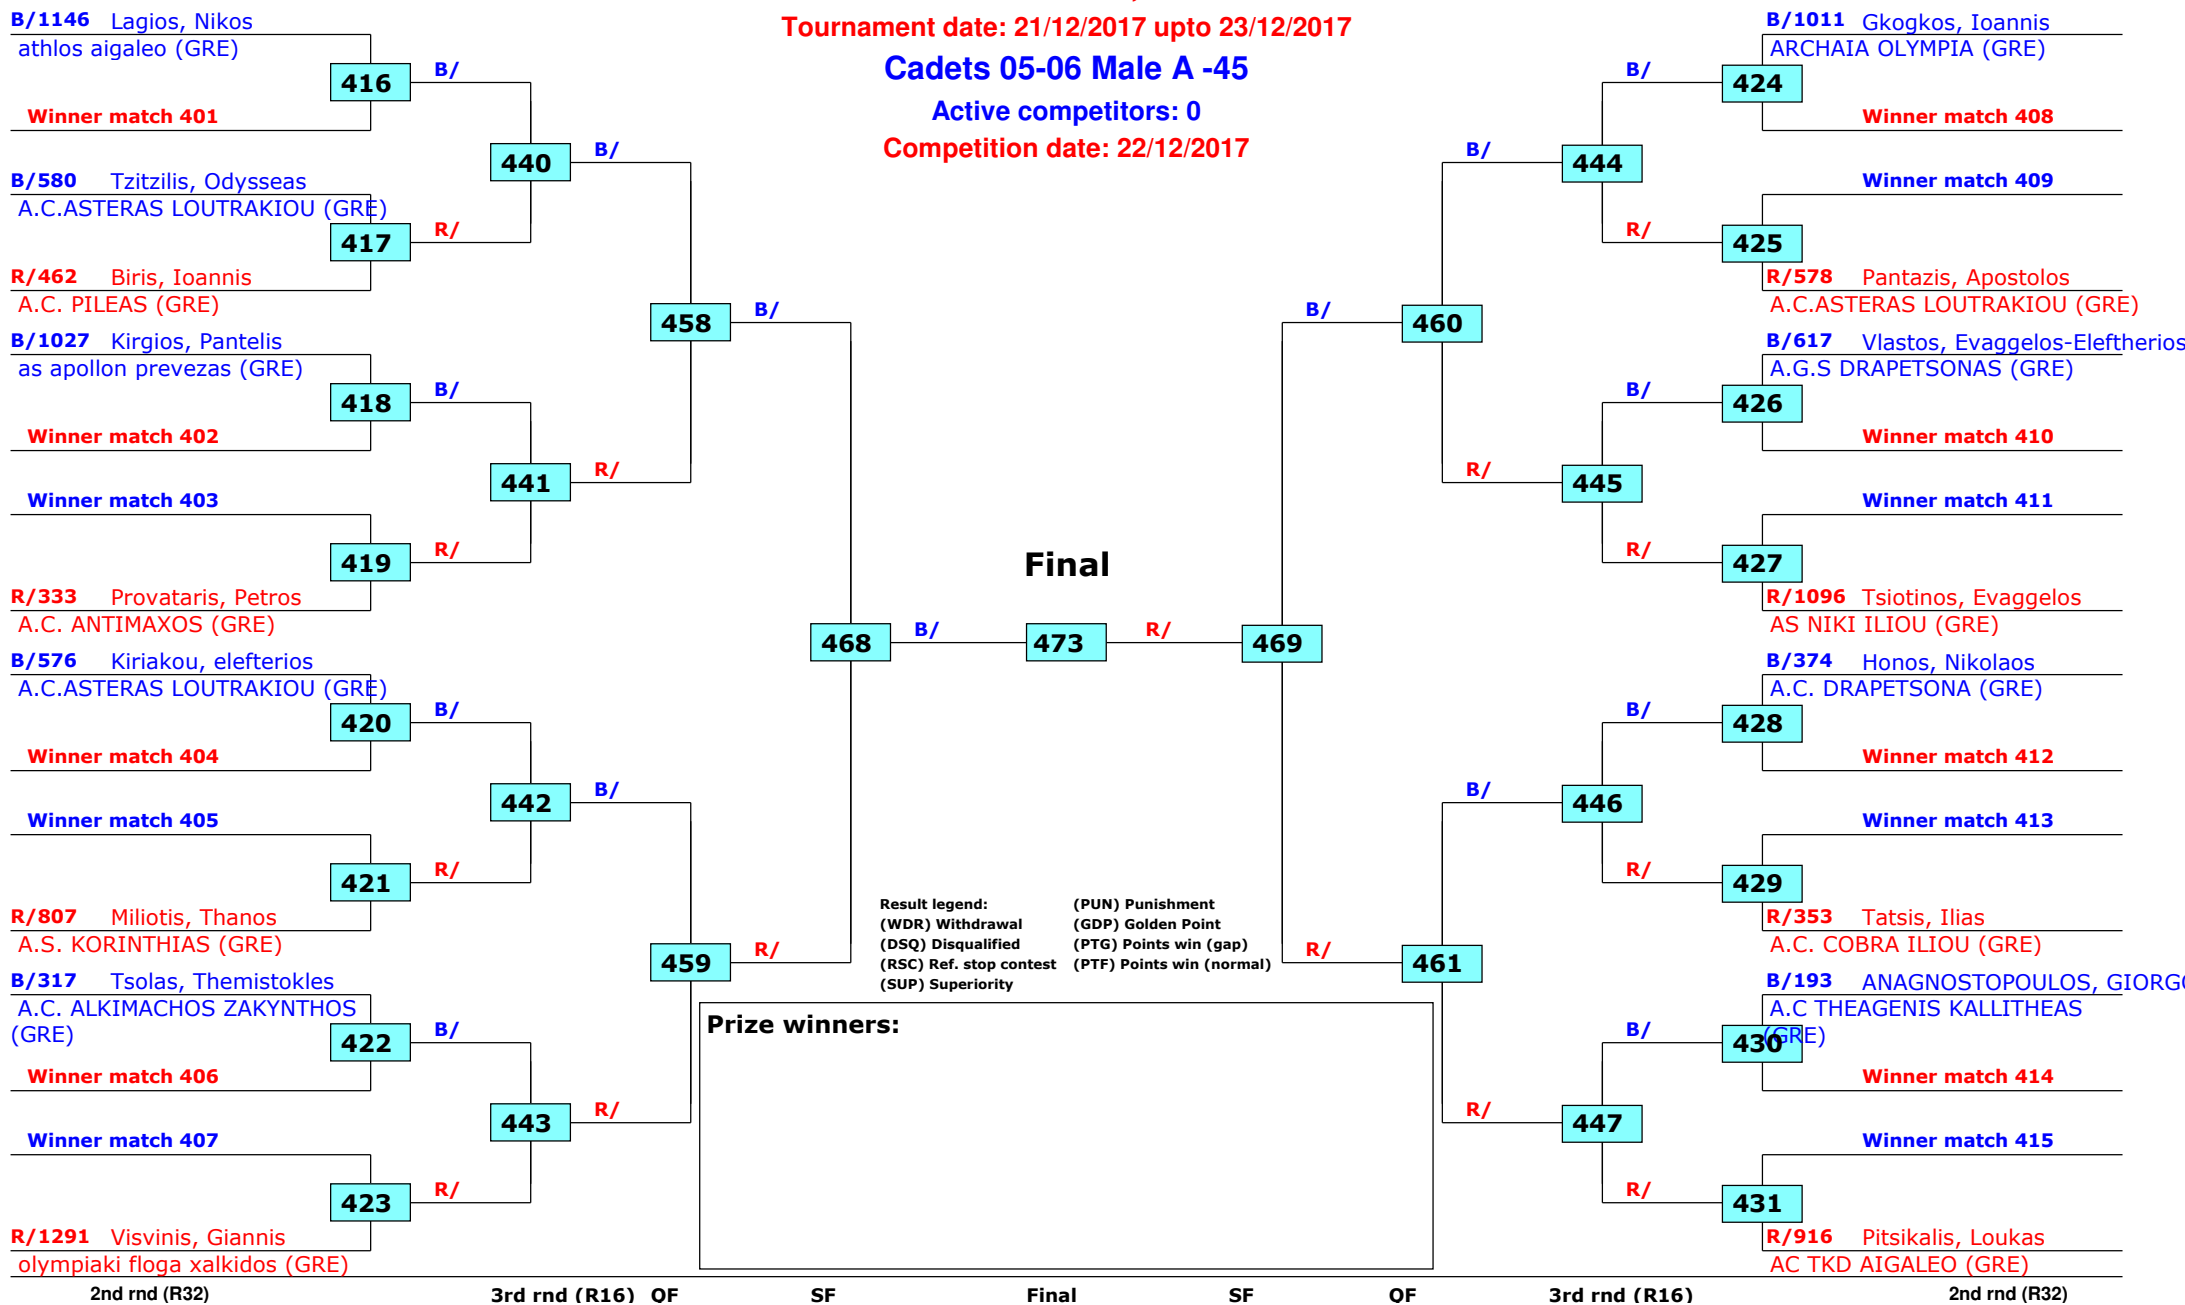 Tournament date: 21/12/2017 upto 23/12/2017
Cadets 05-06 Male A -45
Active competitors: 0
Competition date: 22/12/2017
B/1146 Lagios, Nikos
athlos aigaleo (GRE)
416
B/
Winner match 401
440
B/
B/580 Tzitzilis, Odysseas
A.C.ASTERAS LOUTRAKIOU (GRE)
417
R/
R/462 Biris, Ioannis
A.C. PILEAS (GRE)
458
B/
B/1027 Kirgios, Pantelis
as apollon prevezas (GRE)
418
B/
Winner match 402
441
R/
Winner match 403
419
R/
R/333 Provataris, Petros
A.C. ANTIMAXOS (GRE)
468
B/
B/576 Kiriakou, elefterios
A.C.ASTERAS LOUTRAKIOU (GRE)
420
B/
Winner match 404
442
B/
Winner match 405
421
R/
R/807 Miliotis, Thanos
A.S. KORINTHIAS (GRE)
459
R/
B/317 Tsolas, Themistokles
A.C. ALKIMACHOS ZAKYNTHOS
(GRE)
422
B/
Winner match 406
443
R/
Winner match 407
423
R/
R/1291 Visvinis, Giannis
olympiaki floga xalkidos (GRE)
Final
473
R/
469
B/1011 Gkogkos, Ioannis
ARCHAIA OLYMPIA (GRE)
B/
424
Winner match 408
B/
444
Winner match 409
R/
425
R/578 Pantazis, Apostolos
A.C.ASTERAS LOUTRAKIOU (GRE)
B/
460
B/617 Vlastos, Evaggelos-Eleftherios
A.G.S DRAPETSONAS (GRE)
B/
426
Winner match 410
R/
445
Winner match 411
R/
427
R/1096 Tsiotinos, Evaggelos
AS NIKI ILIOU (GRE)
B/374 Honos, Nikolaos
A.C. DRAPETSONA (GRE)
B/
428
Winner match 412
B/
446
Winner match 413
R/
429
R/353 Tatsis, Ilias
A.C. COBRA ILIOU (GRE)
R/
461
B/193 ANAGNOSTOPOULOS, GIORGO
A.C THEAGENIS KALLITHEAS
(GRE)
B/
430
Winner match 414
R/
447
Winner match 415
R/
431
R/916 Pitsikalis, Loukas
AC TKD AIGALEO (GRE)
Result legend:
(WDR) Withdrawal
(DSQ) Disqualified
(RSC) Ref. stop contest
(SUP) Superiority
(PUN) Punishment
(GDP) Golden Point
(PTG) Points win (gap)
(PTF) Points win (normal)
Prize winners:
2nd rnd (R32) 3rd rnd (R16) QF SF Final SF QF 3rd rnd (R16) 2nd rnd (R32)